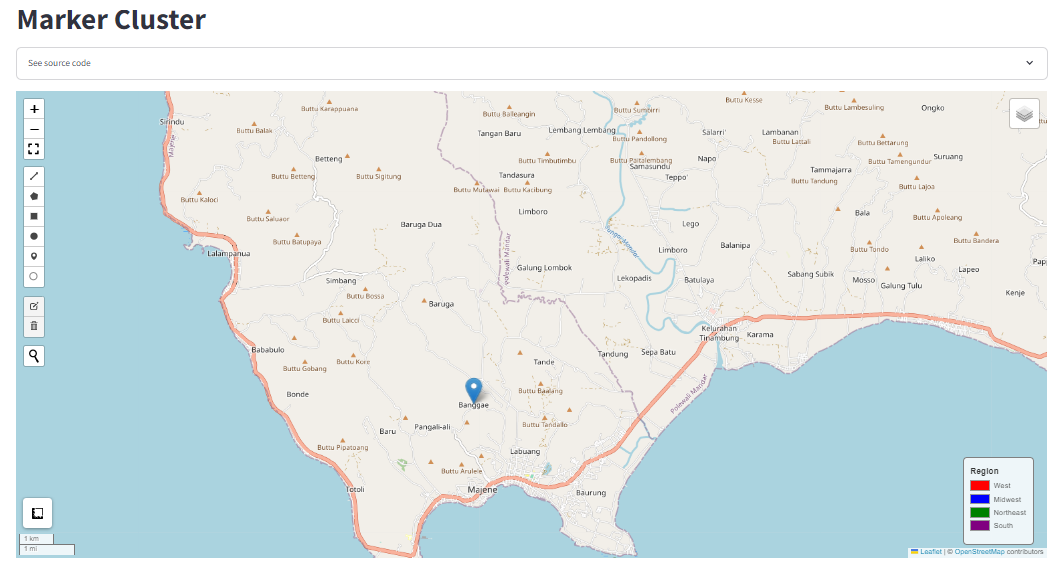 Marker Cluster
See source code
+
−
Buttu Karappuana
Buttu Balleangin
Buttu Sumbirri
Buttu Kesse
Buttu Lambesuling
Ongko
Sirindu
Buttu Balak
Tangan Baru
Lembang Lembang
Buttu Pandollong
Salarri'
Lambanan
Buttu Lattali
Buttu Bettarung
Majene
Betteng
Buttu Timbutimbu
Buttu Paitalembang
Samasundu
Napo
Buttu Tamengundur
Suruang
Buttu Betteng
Buttu Sigitung
Tandasura
Teppo'
Tammajarra
Buttu Tandung
Buttu Lajoa
Buttu Mulawai
Buttu Kacibung
Buttu Kaloci
Buttu Saluaor
Limboro
Bala
Buttu Apoleang
Baruga Dua
Lego
Buttu Batupaya
Polewali Mandar
Balanipa
Buttu Bandera
Lalampanua
Limboro
Buttu Tondo
Laliko
Galung Lombok
Lapeo
Simbang
Lekopadis
Batulaya
Sabang Subik
Mosso
Galung Tulu
Kenje
Buttu Bossa
Baruga
Buttu Laicci
Kelurahan
Tinambung
Karama
Bababulo
Tandung
Sepa Batu
Buttu Gobang
Buttu Kore
Tande
Bonde
Buttu Baalang
Polewali Mandar
Banggae
Baru
Pangali-ali
Buttu Tandallo
Buttu Pipatoang
Labuang
Buttu Arulele
Totoli
Majene
Baurung
Region
West
Midwest
Northeast
South
1 km
1 mi
Leaflet | © OpenStreetMap contributors